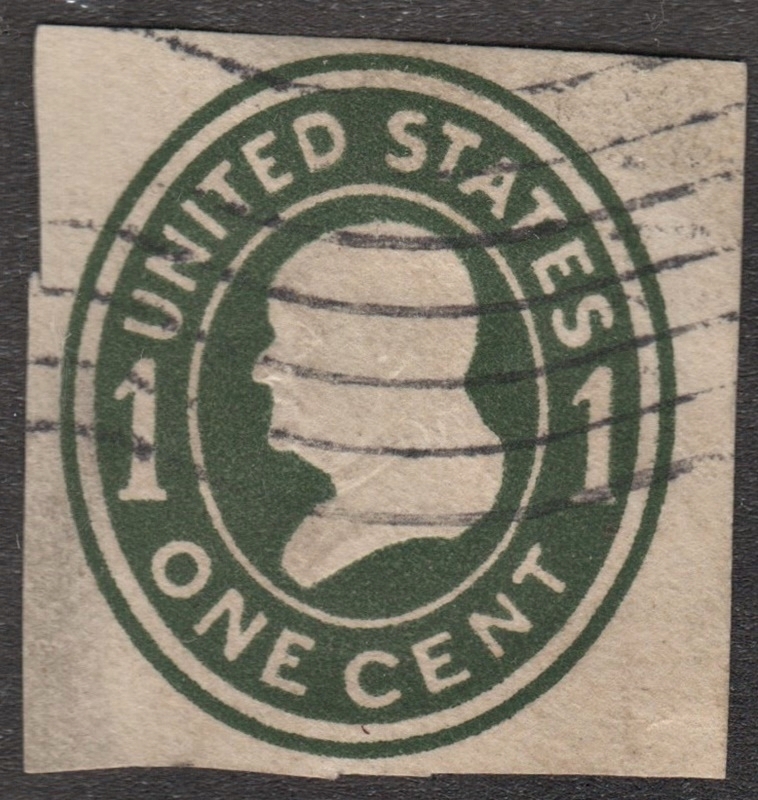 UNITED STATES
1 1
ONE CENT